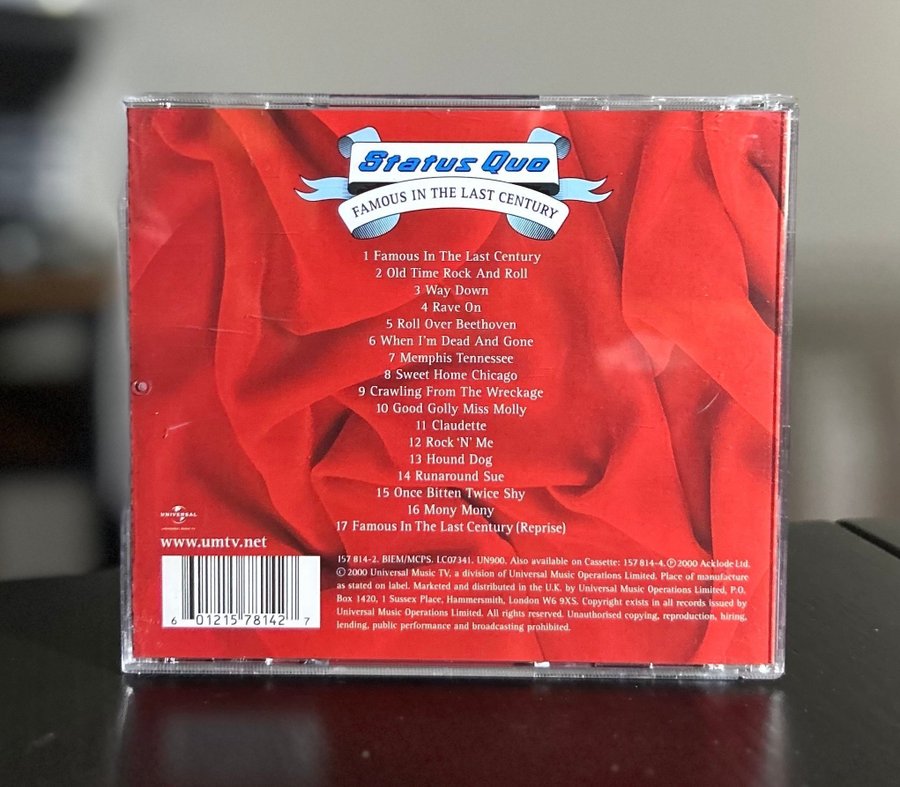 Status Quo
FAMOUS IN THE LAST CENTURY
1 Famous In The Last Century
2 Old Time Rock And Roll
3 Way Down
4 Rave On
5 Roll Over Beethoven
6 When I'm Dead And Gone
7 Memphis Tennessee
8 Sweet Home Chicago
9 Crawling From The Wreckage
10 Good Golly Miss Molly
11 Claudette
12 Rock 'N' Me
13 Hound Dog
14 Runaround Sue
15 Once Bitten Twice Shy
16 Mony Mony
17 Famous In The Last Century (Reprise)
UNIVERSAL
www.umtv.net
6 01215 78142 7
157 814-2. BIEM/MCPS. LC07341. UN900. Also available on Cassette: 157 814-4. ℗ 2000 Acklode Ltd.
© 2000 Universal Music TV, a division of Universal Music Operations Limited. Place of manufacture
as stated on label. Marketed and distributed in the U.K. by Universal Music Operations Limited, P.O.
Box 1420, 1 Sussex Place, Hammersmith, London W6 9XS. Copyright exists in all records issued by
Universal Music Operations Limited. All rights reserved. Unauthorised copying, reproduction, hiring,
lending, public performance and broadcasting prohibited.